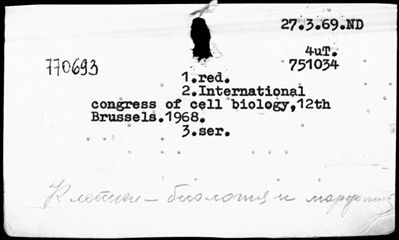 27.3.69.ND
4uT.
770693
751034
1.red.
2.International
congress of cell biology,12th
Brussels.1968.
3.ser.
Клетки - биология и